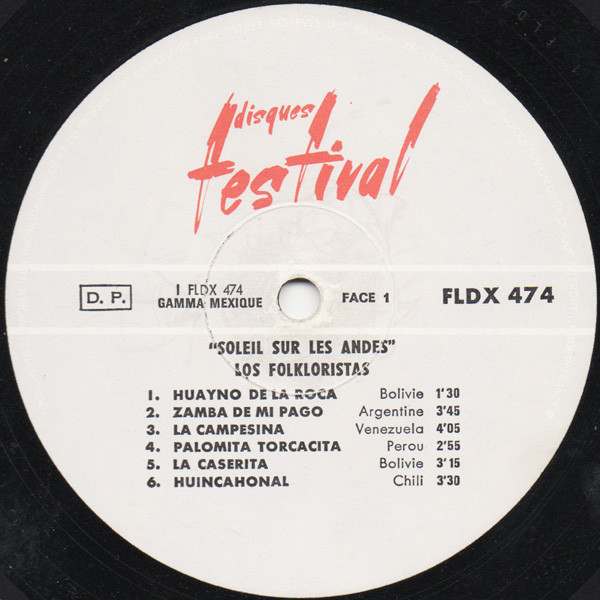 disques
festival
D. P.
1 FLDX 474
GAMMA MEXIQUE
FACE 1
FLDX 474
"SOLEIL SUR LES ANDES"
LOS FOLKLORISTAS
1. HUAYNO DE LA ROCA Bolivie 1'30
2. ZAMBA DE MI PAGO Argentine 3'45
3. LA CAMPESINA Venezuela 4'05
4. PALOMITA TORCACITA Perou 2'55
5. LA CASERITA Bolivie 3'15
6. HUINCAHONAL Chili 3'30